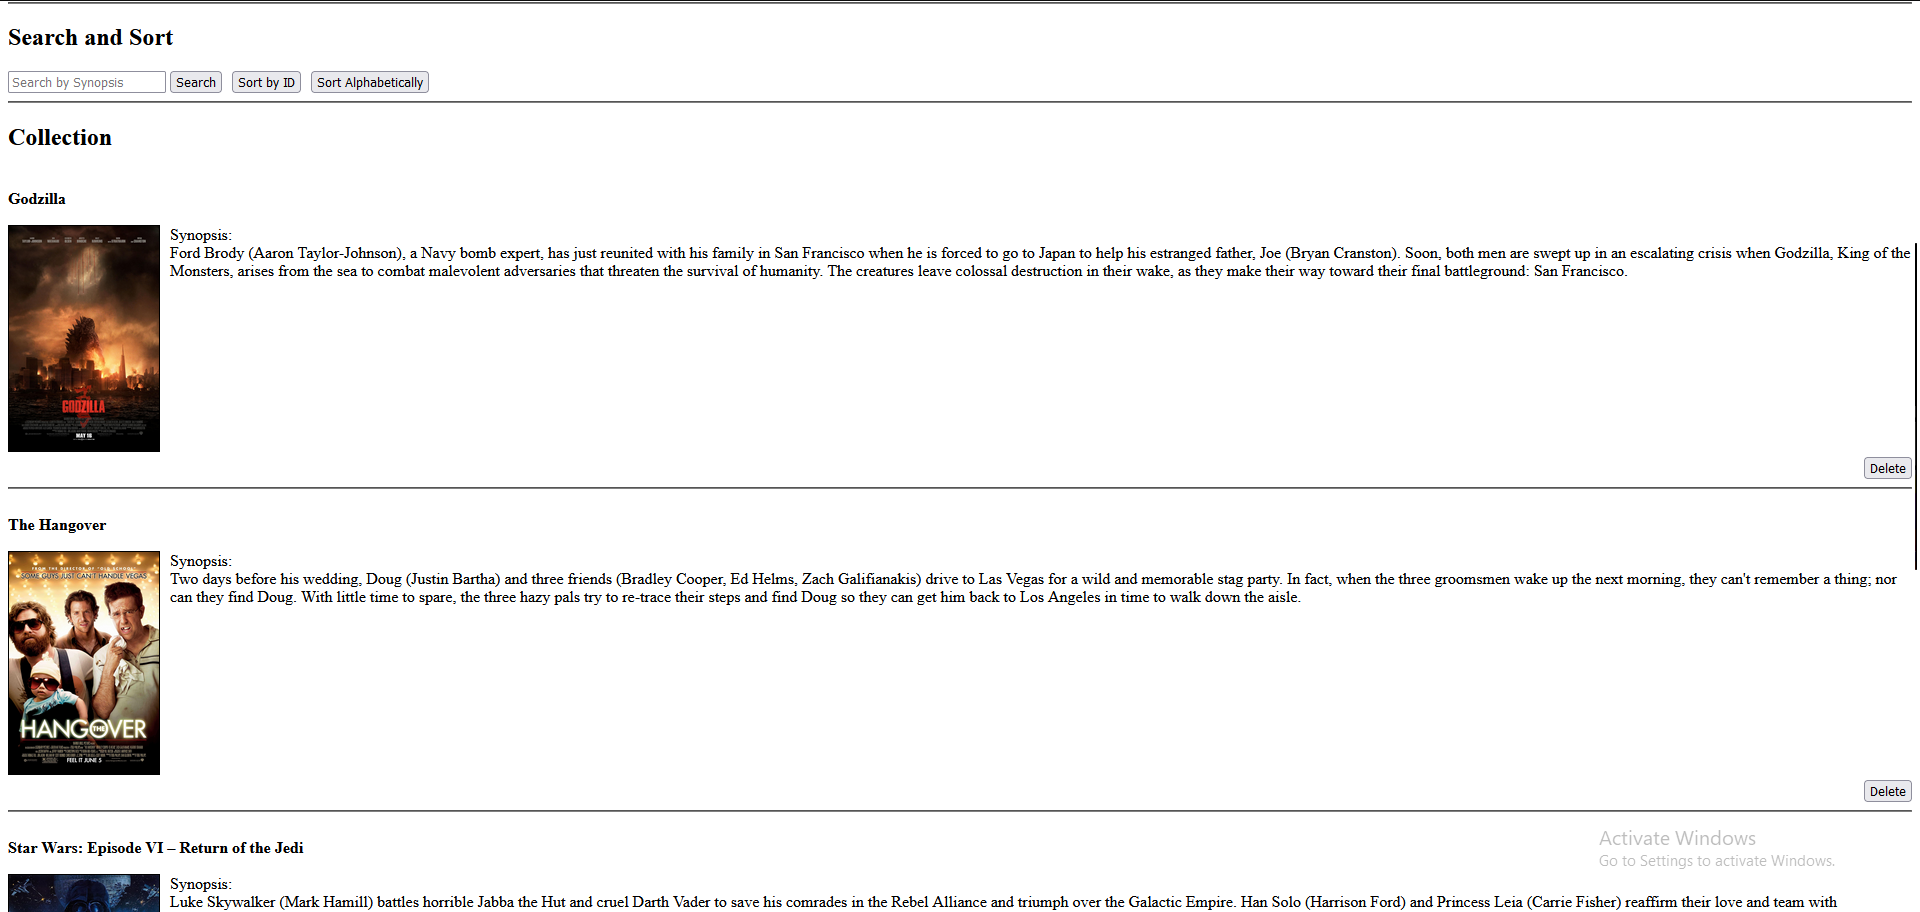 Search and Sort
Search by Synopsis Search Sort by ID Sort Alphabetically
Collection
Godzilla
Synopsis:
Ford Brody (Aaron Taylor-Johnson), a Navy bomb expert, has just reunited with his family in San Francisco when he is forced to go to Japan to help his estranged father, Joe (Bryan Cranston). Soon, both men are swept up in an escalating crisis when Godzilla, King of the
Monsters, arises from the sea to combat malevolent adversaries that threaten the survival of humanity. The creatures leave colossal destruction in their wake, as they make their way toward their final battleground: San Francisco.
GODZILLA
MAY 16
Delete
The Hangover
Synopsis:
Two days before his wedding, Doug (Justin Bartha) and three friends (Bradley Cooper, Ed Helms, Zach Galifianakis) drive to Las Vegas for a wild and memorable stag party. In fact, when the three groomsmen wake up the next morning, they can't remember a thing; nor
can they find Doug. With little time to spare, the three hazy pals try to re-trace their steps and find Doug so they can get him back to Los Angeles in time to walk down the aisle.
FROM THE DIRECTOR OF "OLD SCHOOL"
SOME GUYS JUST CAN'T HANDLE VEGAS
THE HANGOVER
FEEL IT JUNE 5
Delete
Star Wars: Episode VI – Return of the Jedi
Synopsis:
Luke Skywalker (Mark Hamill) battles horrible Jabba the Hut and cruel Darth Vader to save his comrades in the Rebel Alliance and triumph over the Galactic Empire. Han Solo (Harrison Ford) and Princess Leia (Carrie Fisher) reaffirm their love and team with
Activate Windows
Go to Settings to activate Windows.